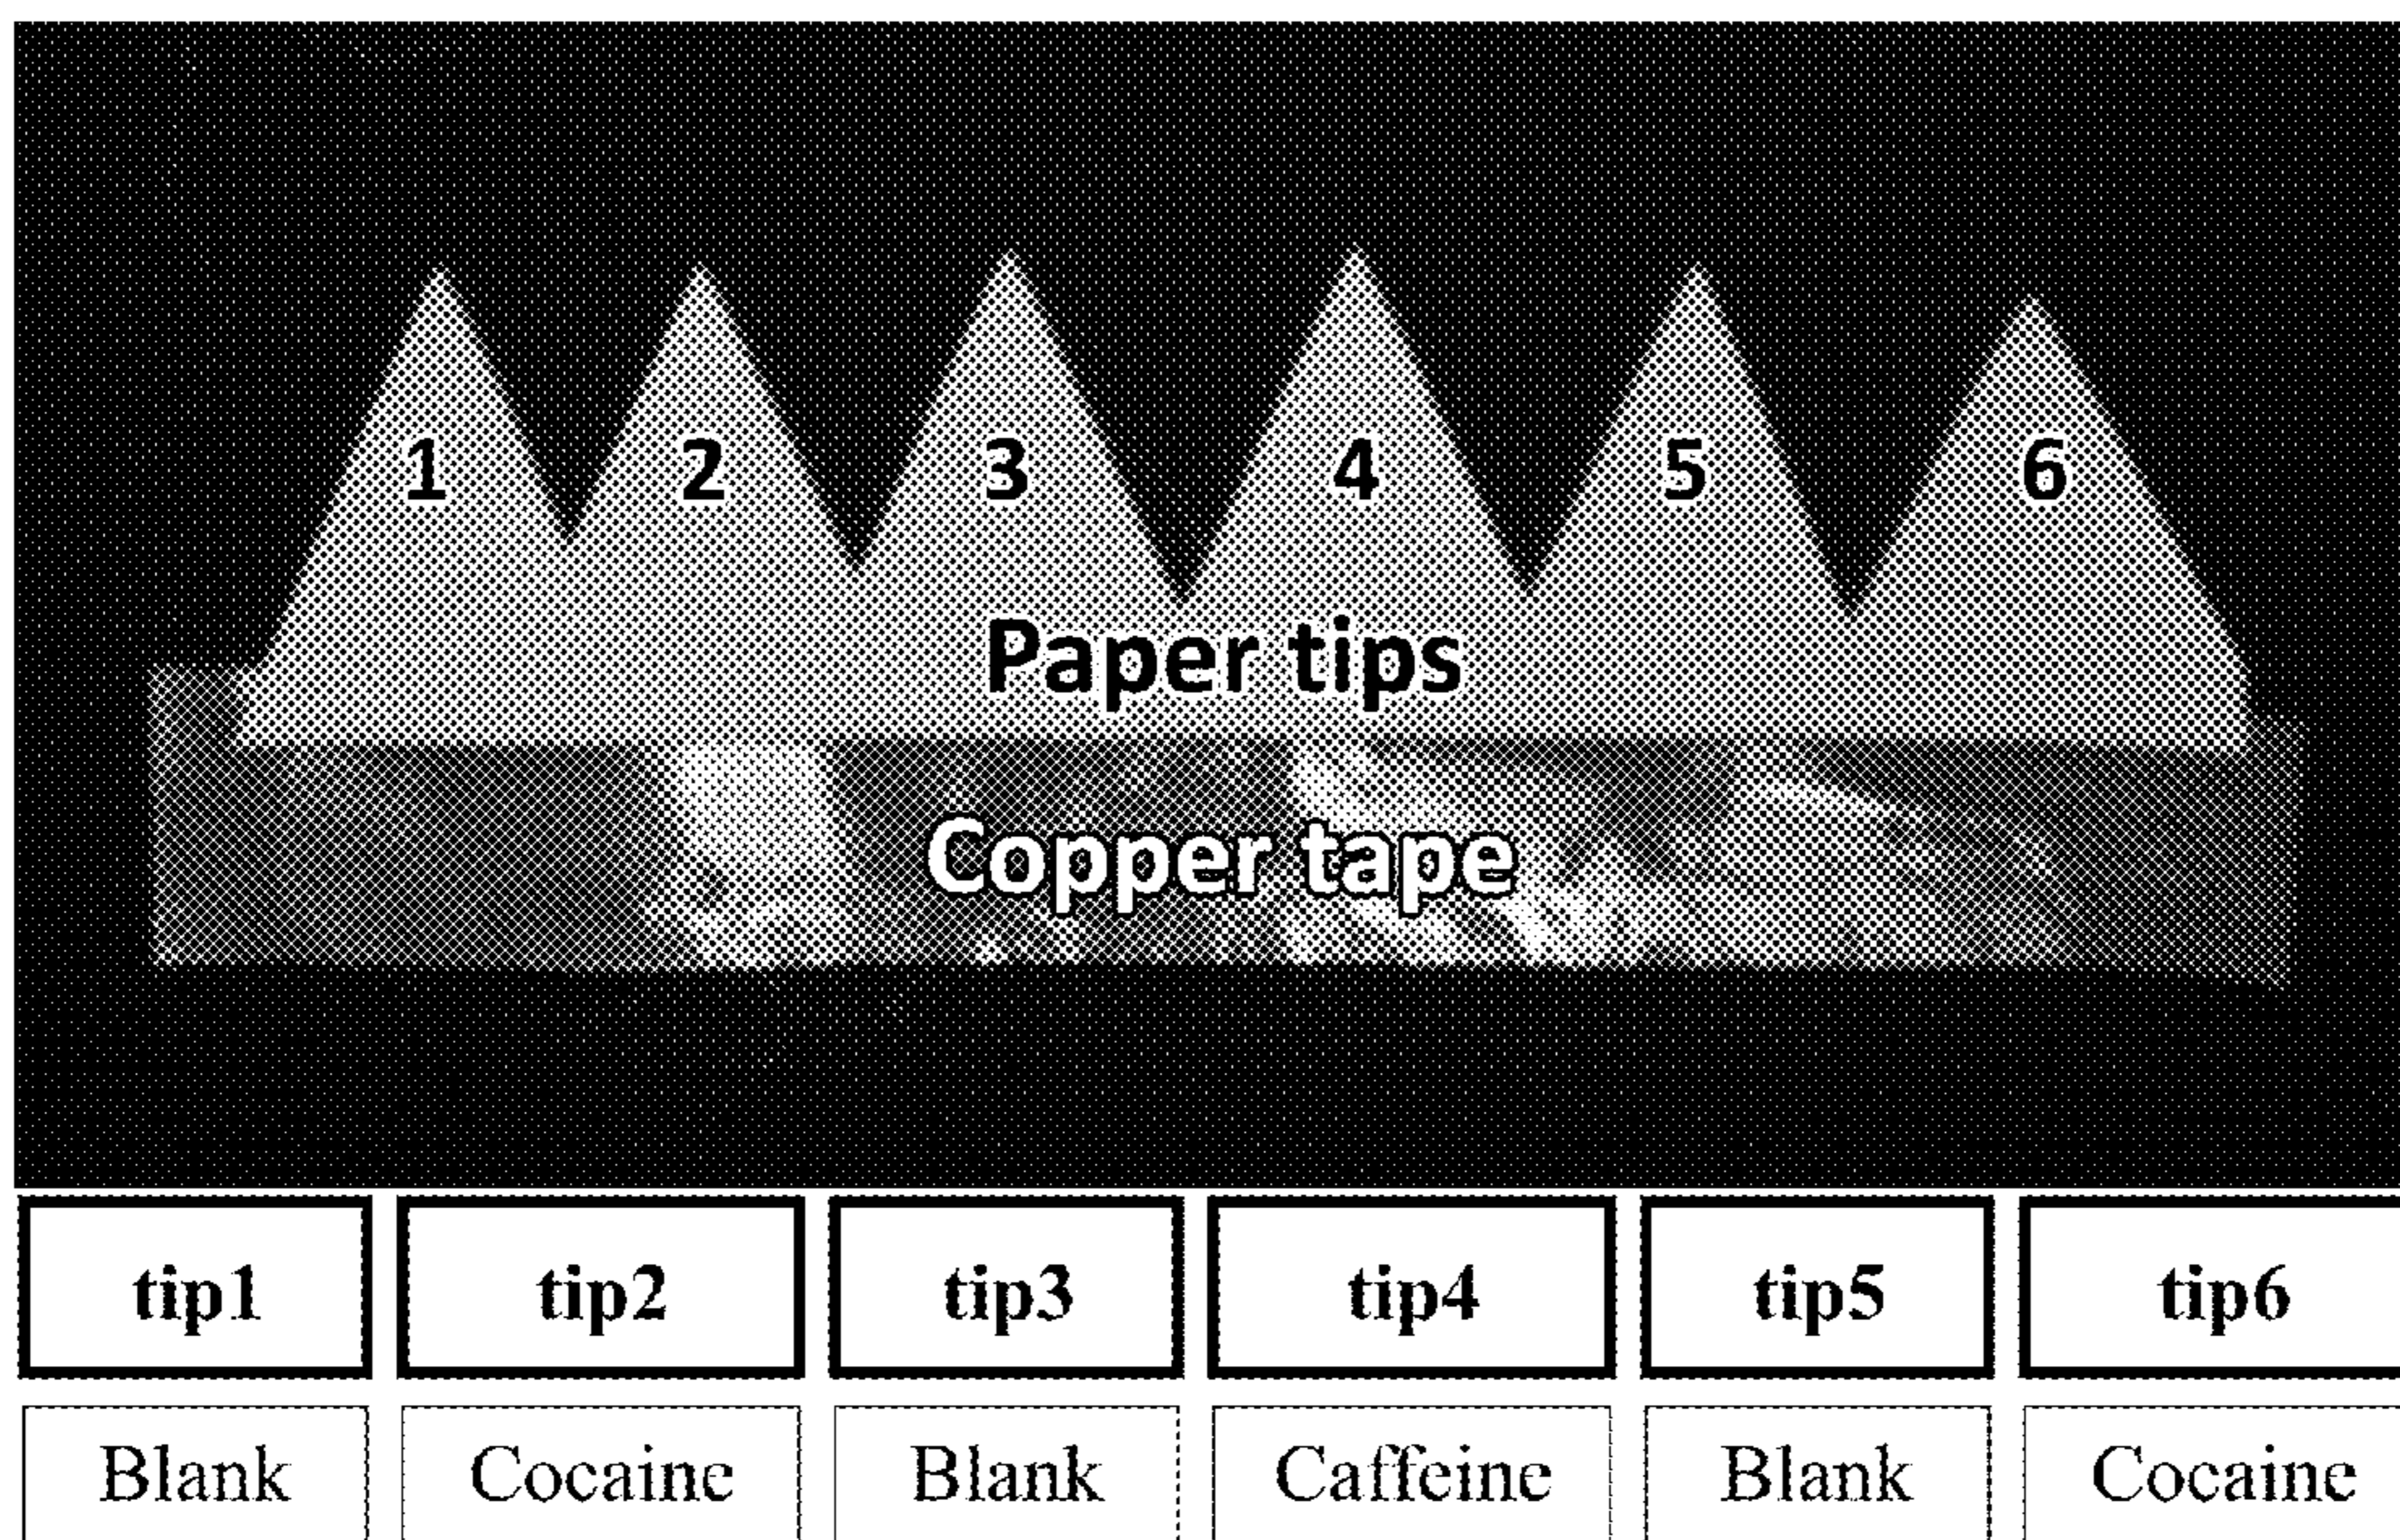 1 2 3 4 5 6
Paper tips
Copper tape
tip1 tip2 tip3 tip4 tip5 tip6
Blank Cocaine Blank Caffeine Blank Cocaine